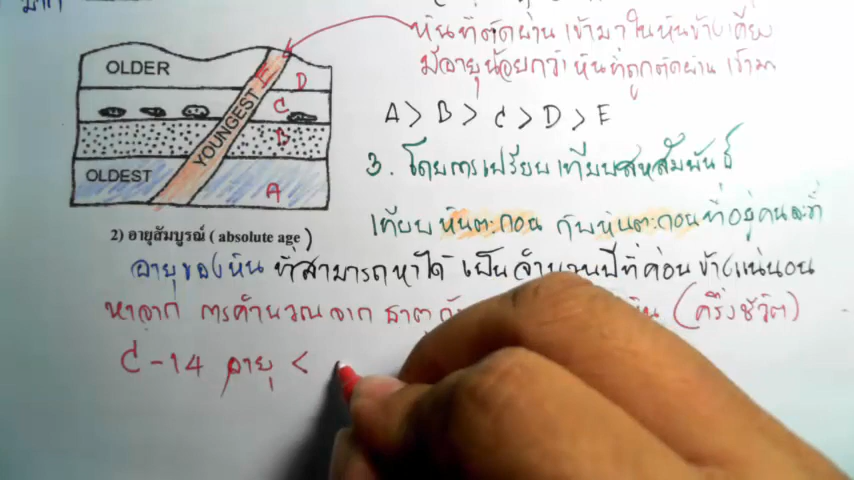 หินที่ตัดผ่าน เข้ามาในหินข้างเคียง
มีอายุน้อยกว่า หินที่ถูกตัดผ่าน เข้ามา
A > B > C > D > E
OLDER
D
E
C
YOUNGEST
B
OLDEST
A
3. โดยการเปรียบเทียบสหสัมพันธ์
เทียบหินตะกอน กับหินตะกอน ที่อยู่คนละที่
2) อายุสัมบูรณ์ ( absolute age )
อายุของหิน ที่สามารถหาได้ เป็นจำนวนปีที่ค่อนข้างแน่นอน
หาจาก การคำนวณจาก ธาตุ (ครึ่งชีวิต)
C-14 อายุ <